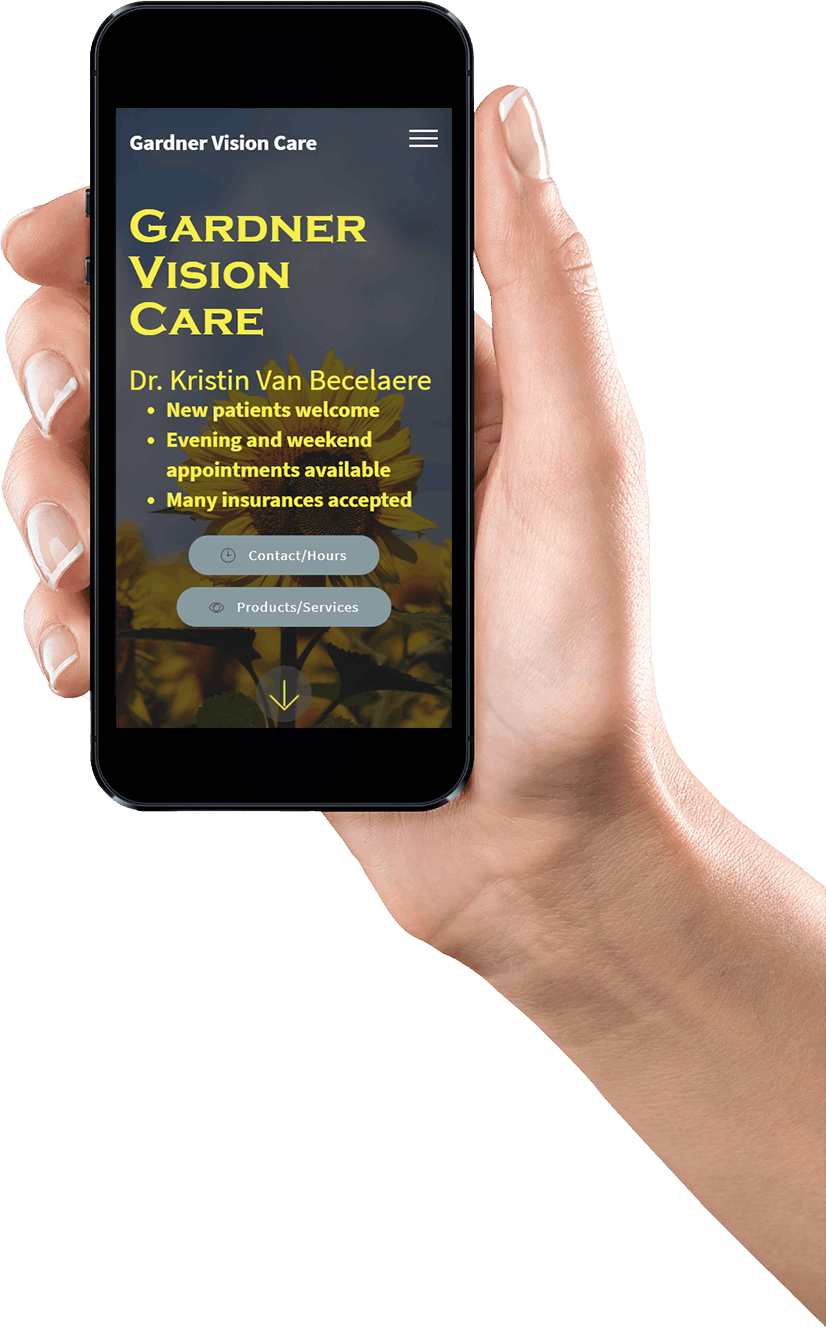 Gardner Vision Care
Gardner
Vision
Care
Dr. Kristin Van Becelaere
• New patients welcome
• Evening and weekend
appointments available
• Many insurances accepted
Contact/Hours
Products/Services